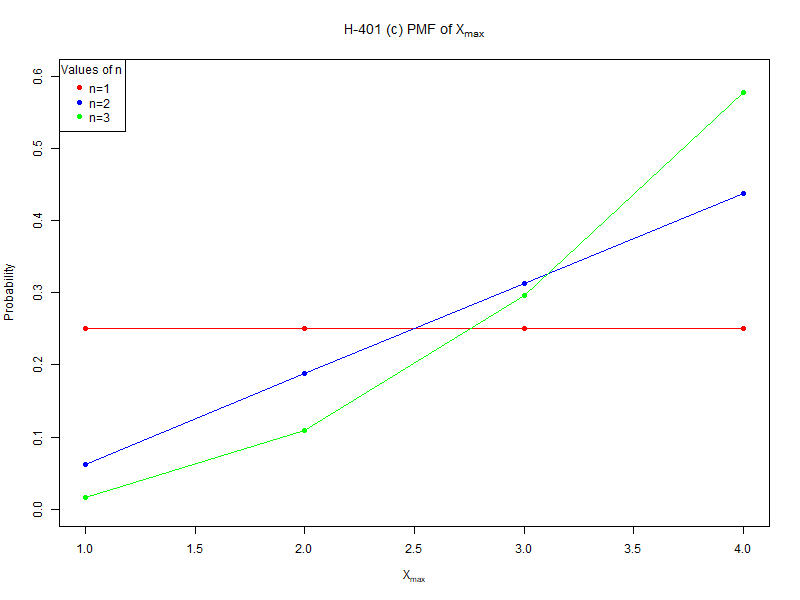 H-401 (c) PMF of Xmax
Values of n
n=1
n=2
n=3
Probability
0.6
0.5
0.4
0.3
0.2
0.1
0.0
1.0 1.5 2.0 2.5 3.0 3.5 4.0
Xmax